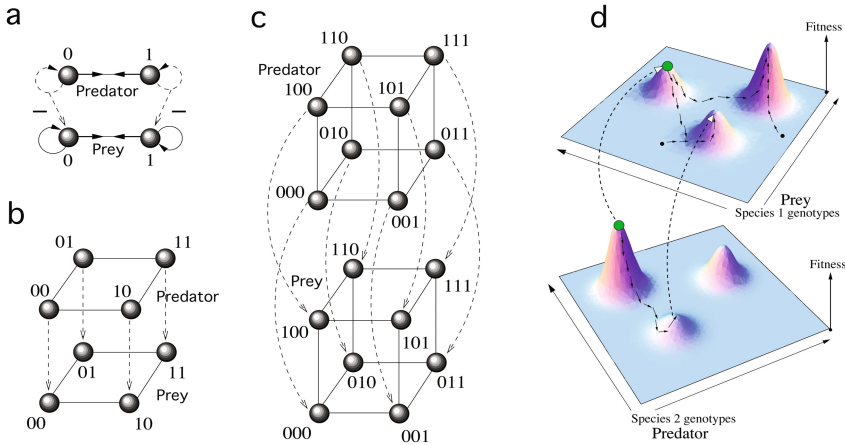 a
0
1
Predator
–
–
0
Prey
1
b
01
11
00
10
Predator
01
11
Prey
00
10
c
110
111
Predator
100
101
010
011
000
001
110
Prey
111
100
101
010
011
000
001
d
Fitness
Prey
Species 1 genotypes
Fitness
Species 2 genotypes
Predator